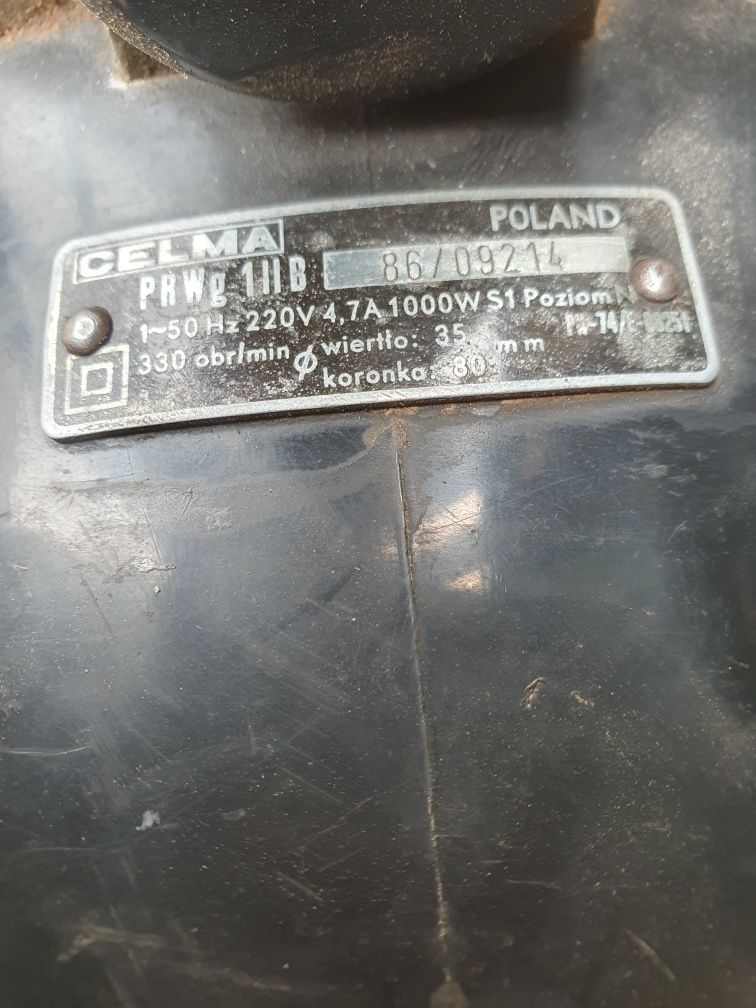 CELMA POLAND
PRWg 1IIB 86/09214
1~50 Hz 220V 4,7A 1000W S1 Poziom
330 obr/min ϕ wiertło: 35 mm
koronka: 80